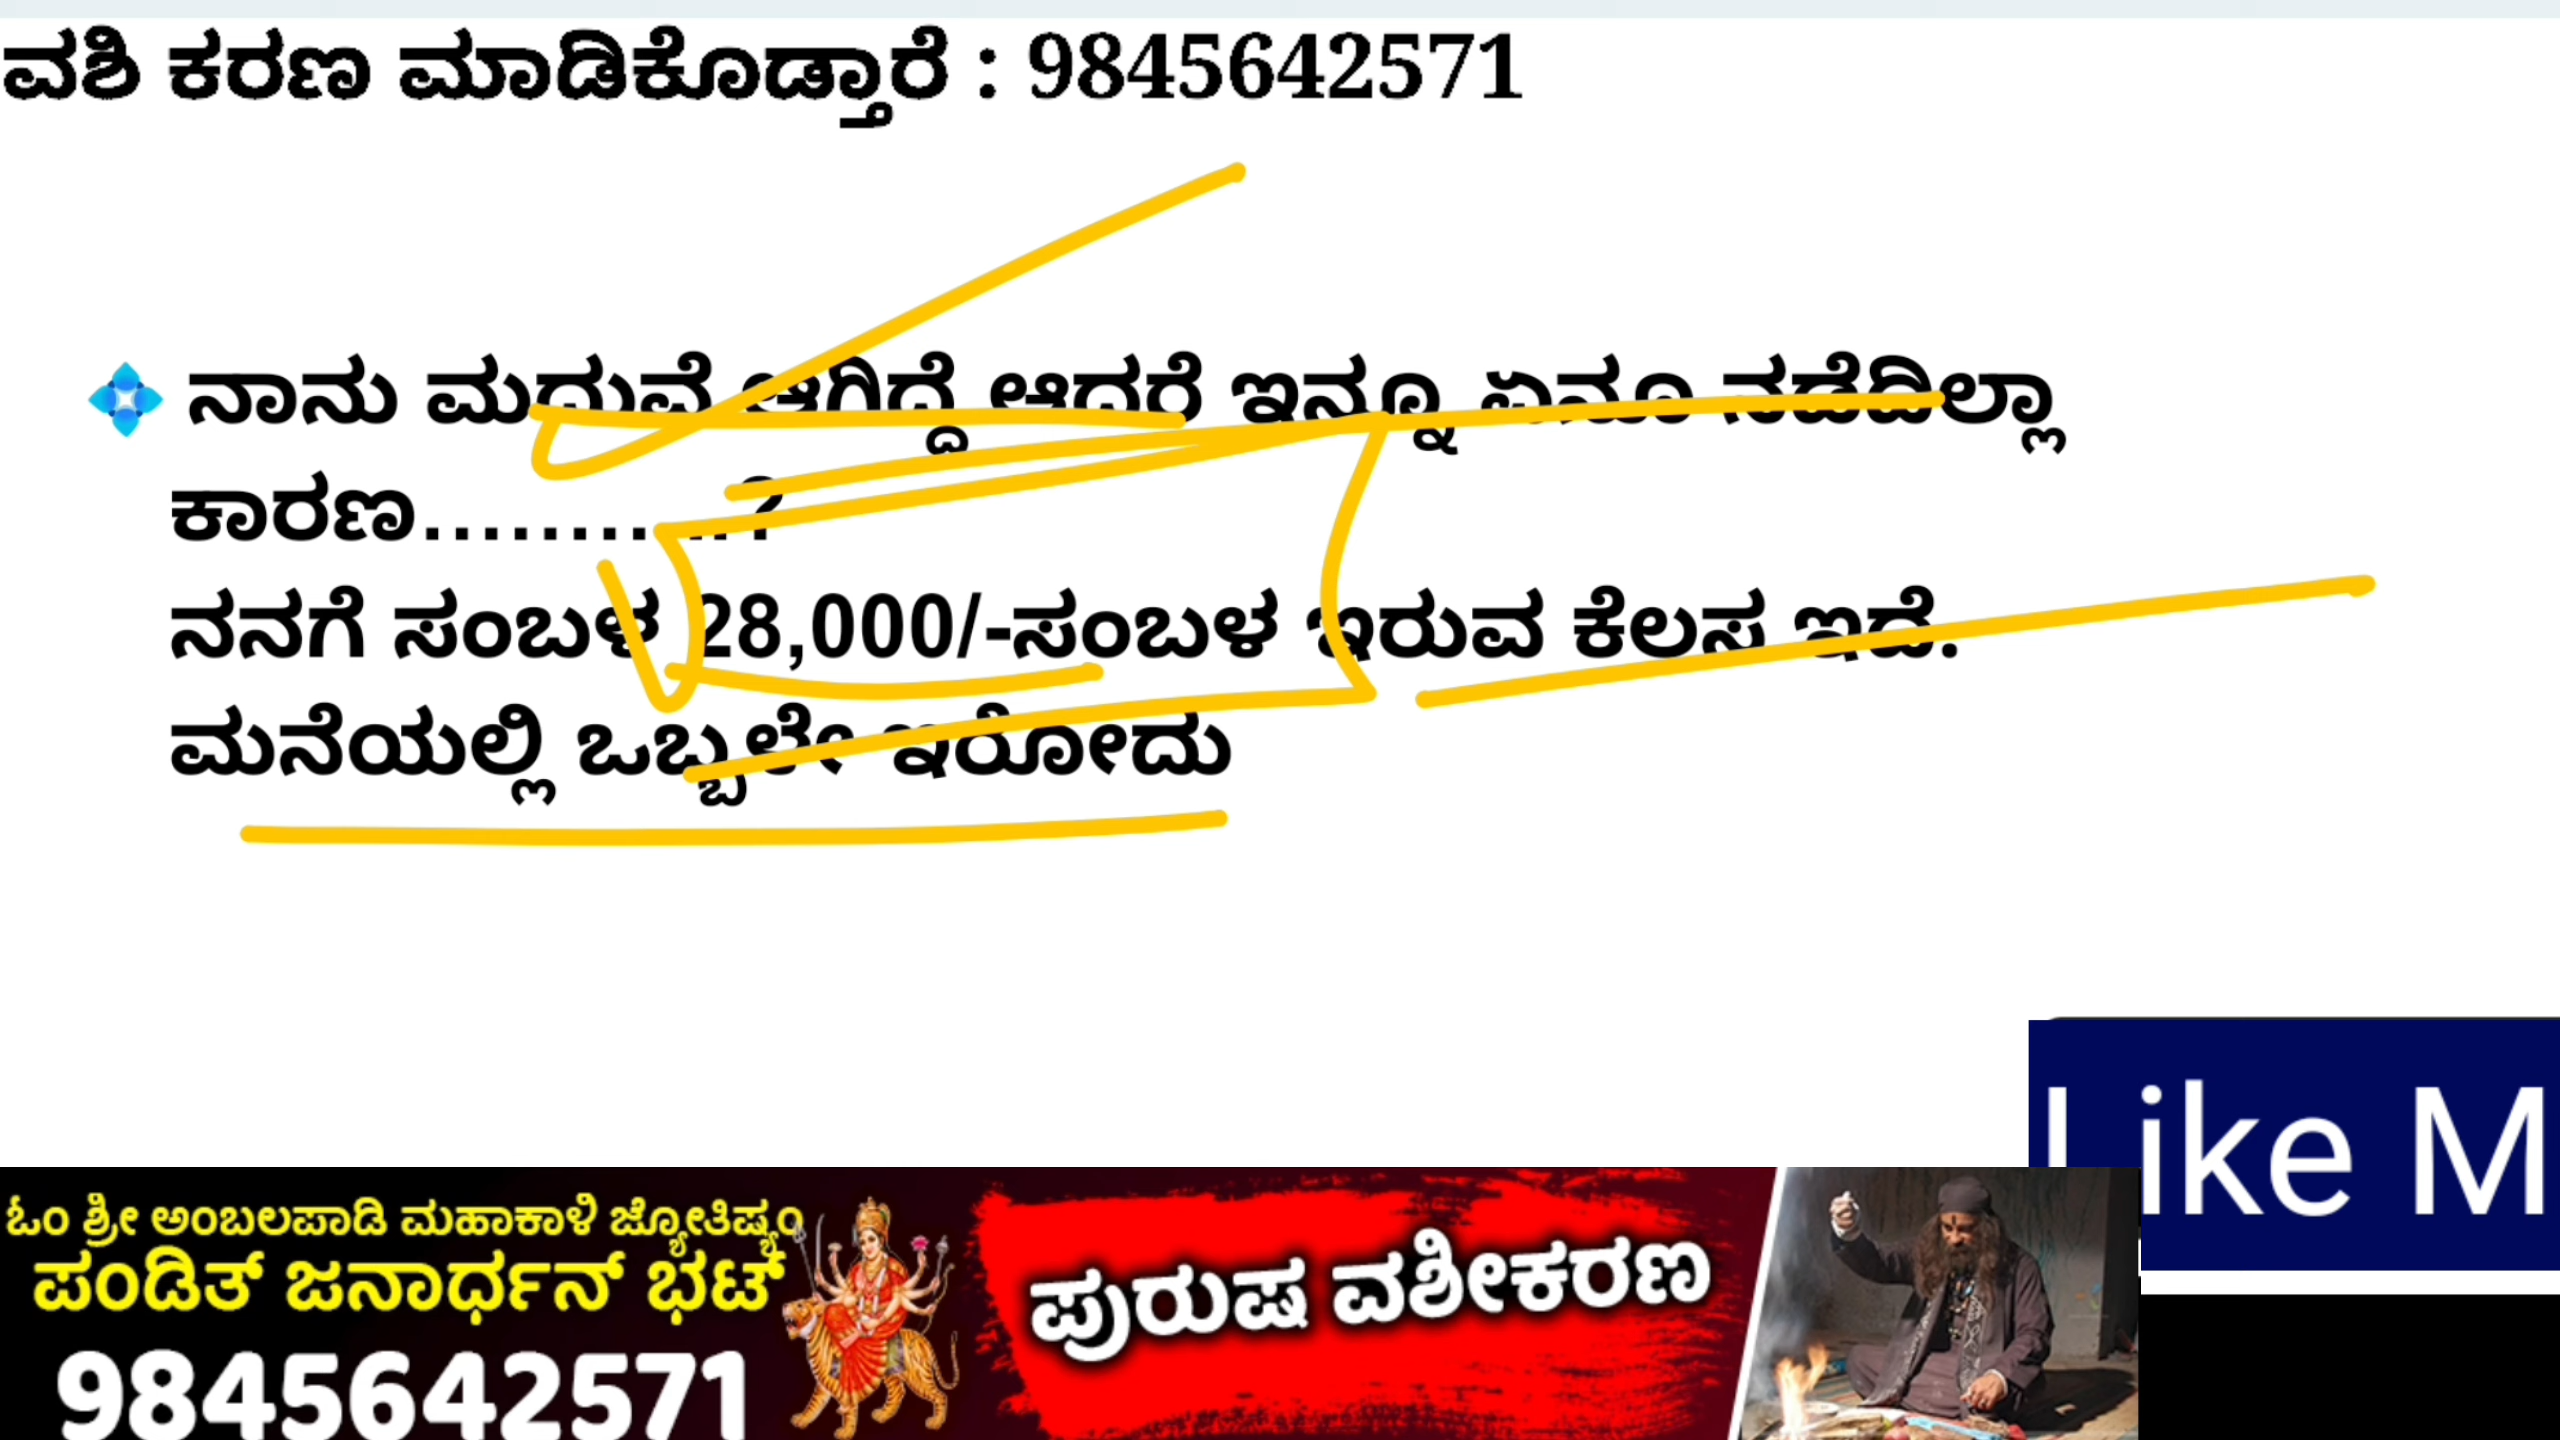 ವಶಿ ಕರಣ ಮಾಡಿಕೊಡ್ತಾರೆ : 9845642571
ನಾನು ಮದುವೆ ಆಗಿದ್ದೆ ಆದರೆ ಇನ್ನೂ ಏನೂ ನಡೆದಿಲ್ಲಾ
ಕಾರಣ...........?
ನನಗೆ ಸಂಬಳ 28,000/-ಸಂಬಳ ಇರುವ ಕೆಲಸ ಇದೆ.
ಮನೆಯಲ್ಲಿ ಒಬ್ಬಳೇ ಇರೋದು
Like M
ಓಂ ಶ್ರೀ ಅಂಬಲಪಾಡಿ ಮಹಾಕಾಳಿ ಜ್ಯೋತಿಷ್ಯಂ
ಪಂಡಿತ್ ಜನಾರ್ಧನ್ ಭಟ್
9845642571
ಪುರುಷ ವಶೀಕರಣ